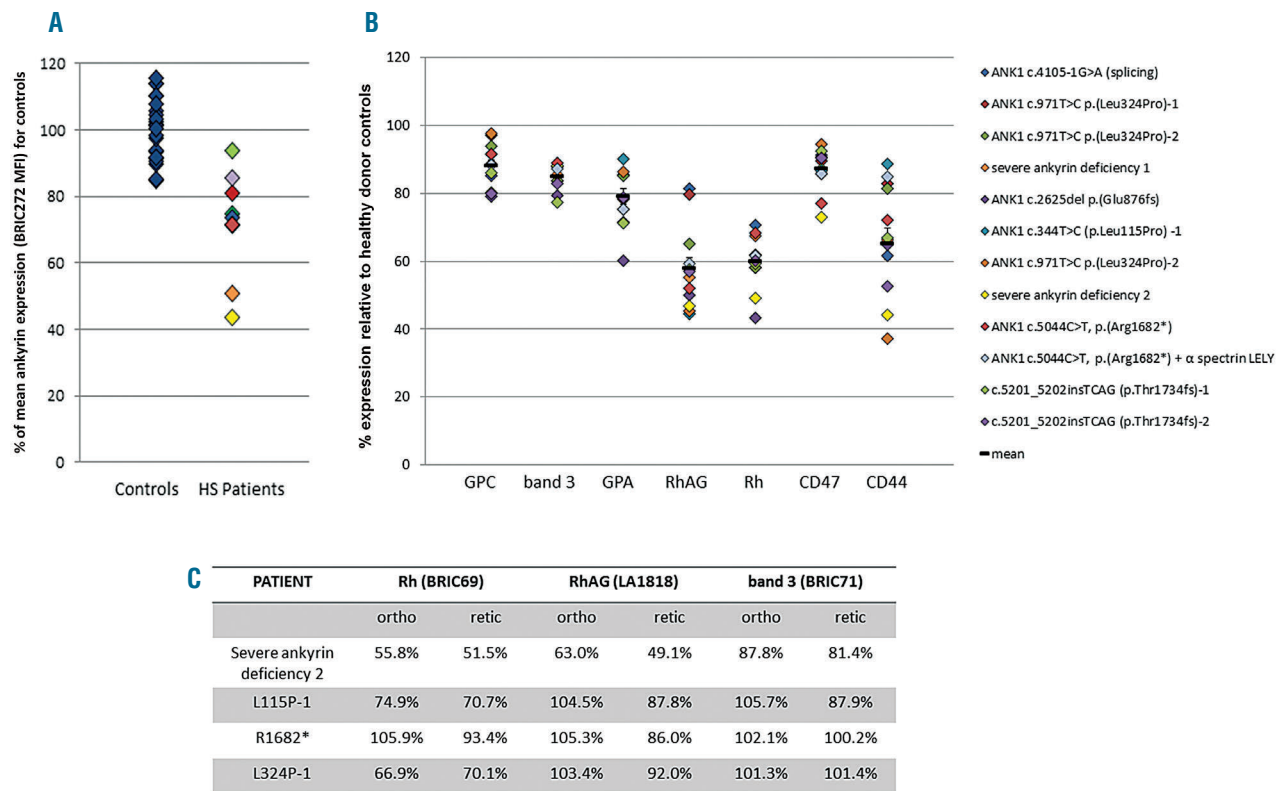 A
% of mean ankyrin expression (BRIC272 MFI) for controls
120
100
80
60
40
20
0
Controls HS Patients
B
% expression relative to healthy donor controls
120
100
80
60
40
20
0
GPC band 3 GPA RhAG Rh CD47 CD44
ANK1 c.4105-1G>A (splicing)
ANK1 c.971T>C p.(Leu324Pro)-1
ANK1 c.971T>C p.(Leu324Pro)-2
severe ankyrin deficiency 1
ANK1 c.2625del p.(Glu876fs)
ANK1 c.344T>C (p.Leu115Pro) -1
ANK1 c.971T>C p.(Leu324Pro)-2
severe ankyrin deficiency 2
ANK1 c.5044C>T, p.(Arg1682*)
ANK1 c.5044C>T, p.(Arg1682*) + α spectrin LELY
c.5201_5202insTCAG (p.Thr1734fs)-1
c.5201_5202insTCAG (p.Thr1734fs)-2
mean
C
PATIENT Rh (BRIC69) RhAG (LA1818) band 3 (BRIC71)
ortho retic ortho retic ortho retic
Severe ankyrin deficiency 2 55.8% 51.5% 63.0% 49.1% 87.8% 81.4%
L115P-1 74.9% 70.7% 104.5% 87.8% 105.7% 87.9%
R1682* 105.9% 93.4% 105.3% 86.0% 102.1% 100.2%
L324P-1 66.9% 70.1% 103.4% 92.0% 101.3% 101.4%